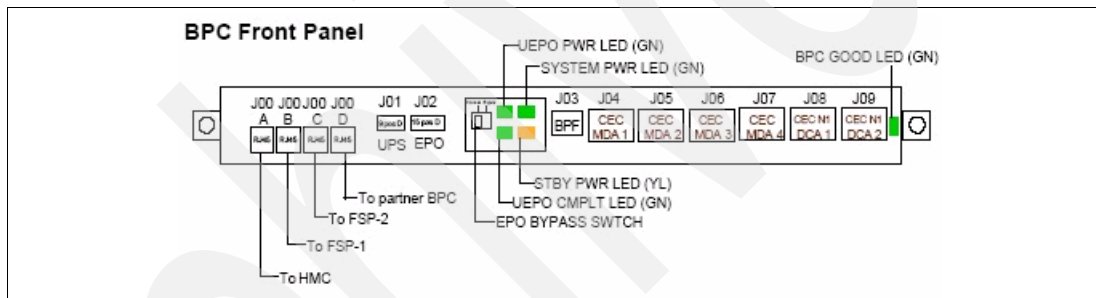 BPC Front Panel
UEPO PWR LED (GN)
SYSTEM PWR LED (GN)
BPC GOOD LED (GN)
J00 J00 J00 J00 J01 J02 J03 J04 J05 J06 J07 J08 J09
A B C D
RJ45 RJ45 RJ45 RJ45
9 pos D 15 pos D
BPF
CEC MDA 1
CEC MDA 2
CEC MDA 3
CEC MDA 4
CEC N1 DCA 1
CEC N1 DCA 2
UPS EPO
STBY PWR LED (YL)
To partner BPC
UEPO CMPLT LED (GN)
To FSP-2
EPO BYPASS SWTCH
To FSP-1
To HMC